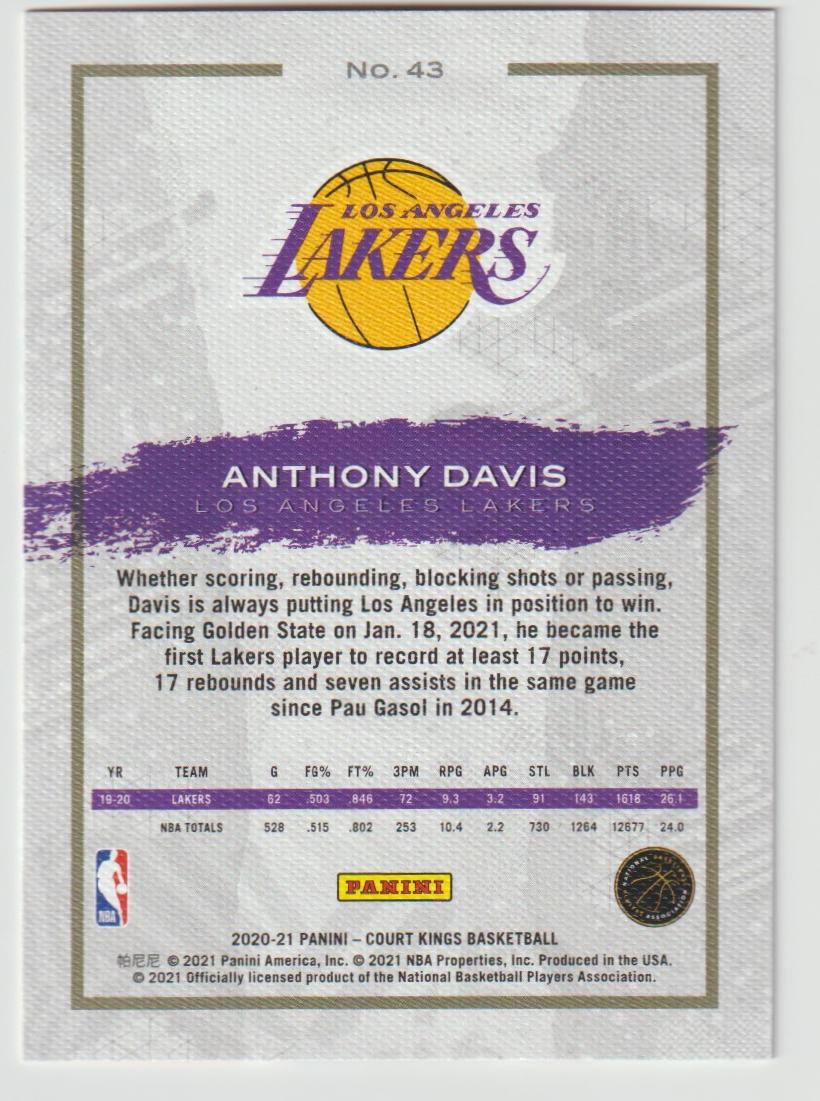 No. 43
LOS ANGELES
LAKERS
ANTHONY DAVIS
LOS ANGELES LAKERS
Whether scoring, rebounding, blocking shots or passing,
Davis is always putting Los Angeles in position to win.
Facing Golden State on Jan. 18, 2021, he became the
first Lakers player to record at least 17 points,
17 rebounds and seven assists in the same game
since Pau Gasol in 2014.
YR TEAM G FG% FT% 3PM RPG APG STL BLK PTS PPG
19-20 LAKERS 62 .503 .846 72 9.3 3.2 91 143 1618 26.1
NBA TOTALS 528 .515 .802 253 10.4 2.2 730 1264 12677 24.0
NBA
PANINI
NATIONAL BASKETBALL PLAYERS ASSOCIATION
2020-21 PANINI – COURT KINGS BASKETBALL
帕尼尼 © 2021 Panini America, Inc. © 2021 NBA Properties, Inc. Produced in the USA.
© 2021 Officially licensed product of the National Basketball Players Association.